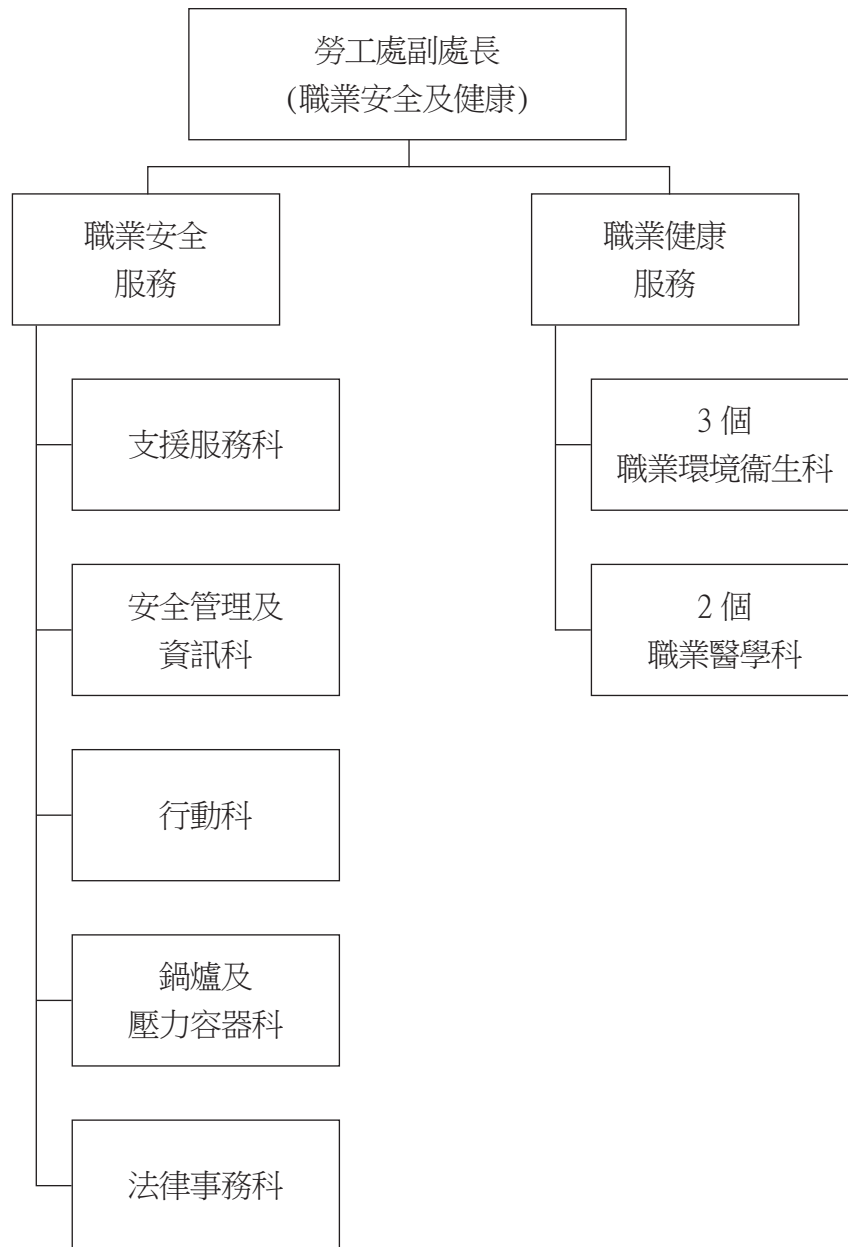 勞工處副處長
(職業安全及健康)
職業安全
服務
支援服務科
安全管理及
資訊科
行動科
鍋爐及
壓力容器科
法律事務科
職業健康
服務
3 個
職業環境衞生科
2 個
職業醫學科